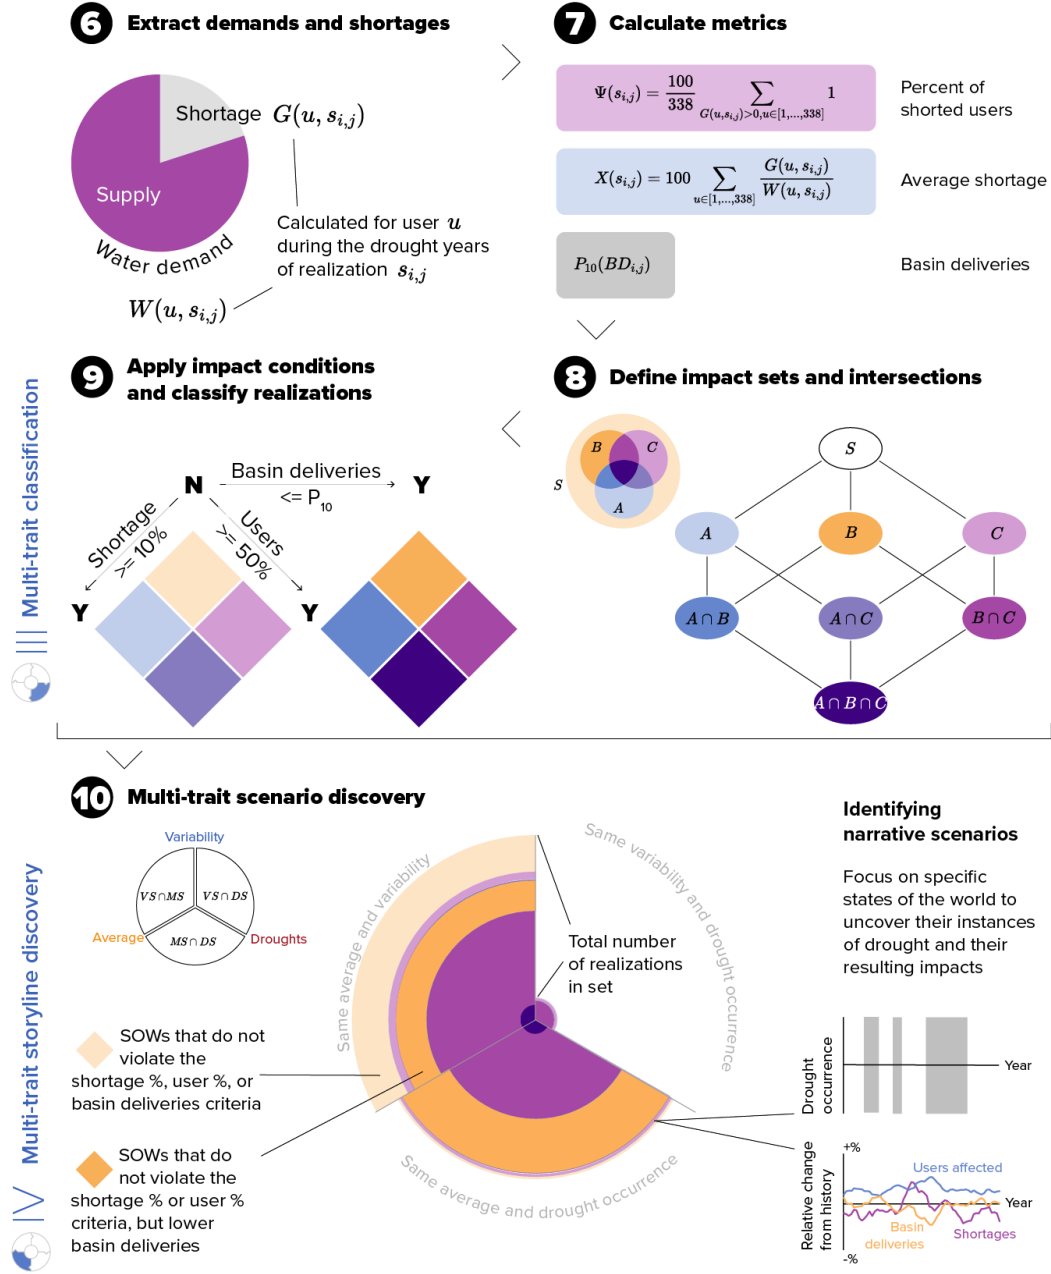 6 Extract demands and shortages
Shortage G(u, s_{i,j})
Supply
Water demand
Calculated for user u
during the drought years
of realization s_{i,j}
W(u, s_{i,j})
7 Calculate metrics
Ψ(s_{i,j}) = 100/338 ∑_{G(u,s_{i,j})>0,u∈[1,...,338]} 1
Percent of
shorted users
X(s_{i,j}) = 100 ∑_{u∈[1,...,338]} G(u, s_{i,j})/W(u, s_{i,j})
Average shortage
P_{10}(BD_{i,j})
Basin deliveries
Multi-trait classification
|||
9 Apply impact conditions
and classify realizations
N
Basin deliveries
<= P_{10}
Y
Shortage
>= 10%
Users
>= 50%
Y
Y
8 Define impact sets and intersections
B
C
S
A
S
A
B
C
A ∩ B
A ∩ C
B ∩ C
A ∩ B ∩ C
Multi-trait storyline discovery
|V
10 Multi-trait scenario discovery
Variability
VS∩MS
VS∩DS
Average
MS∩DS
Droughts
Same average and variability
Same variability and drought occurrence
Same average and drought occurrence
Total number
of realizations
in set
SOWs that do not
violate the
shortage %, user %, or
basin deliveries criteria
SOWs that do
not violate the
shortage % or user %
criteria, but lower
basin deliveries
Identifying
narrative scenarios
Focus on specific
states of the world to
uncover their instances
of drought and their
resulting impacts
Drought
occurrence
Year
Relative change
from history
+%
Users affected
Year
Basin
deliveries
Shortages
-%